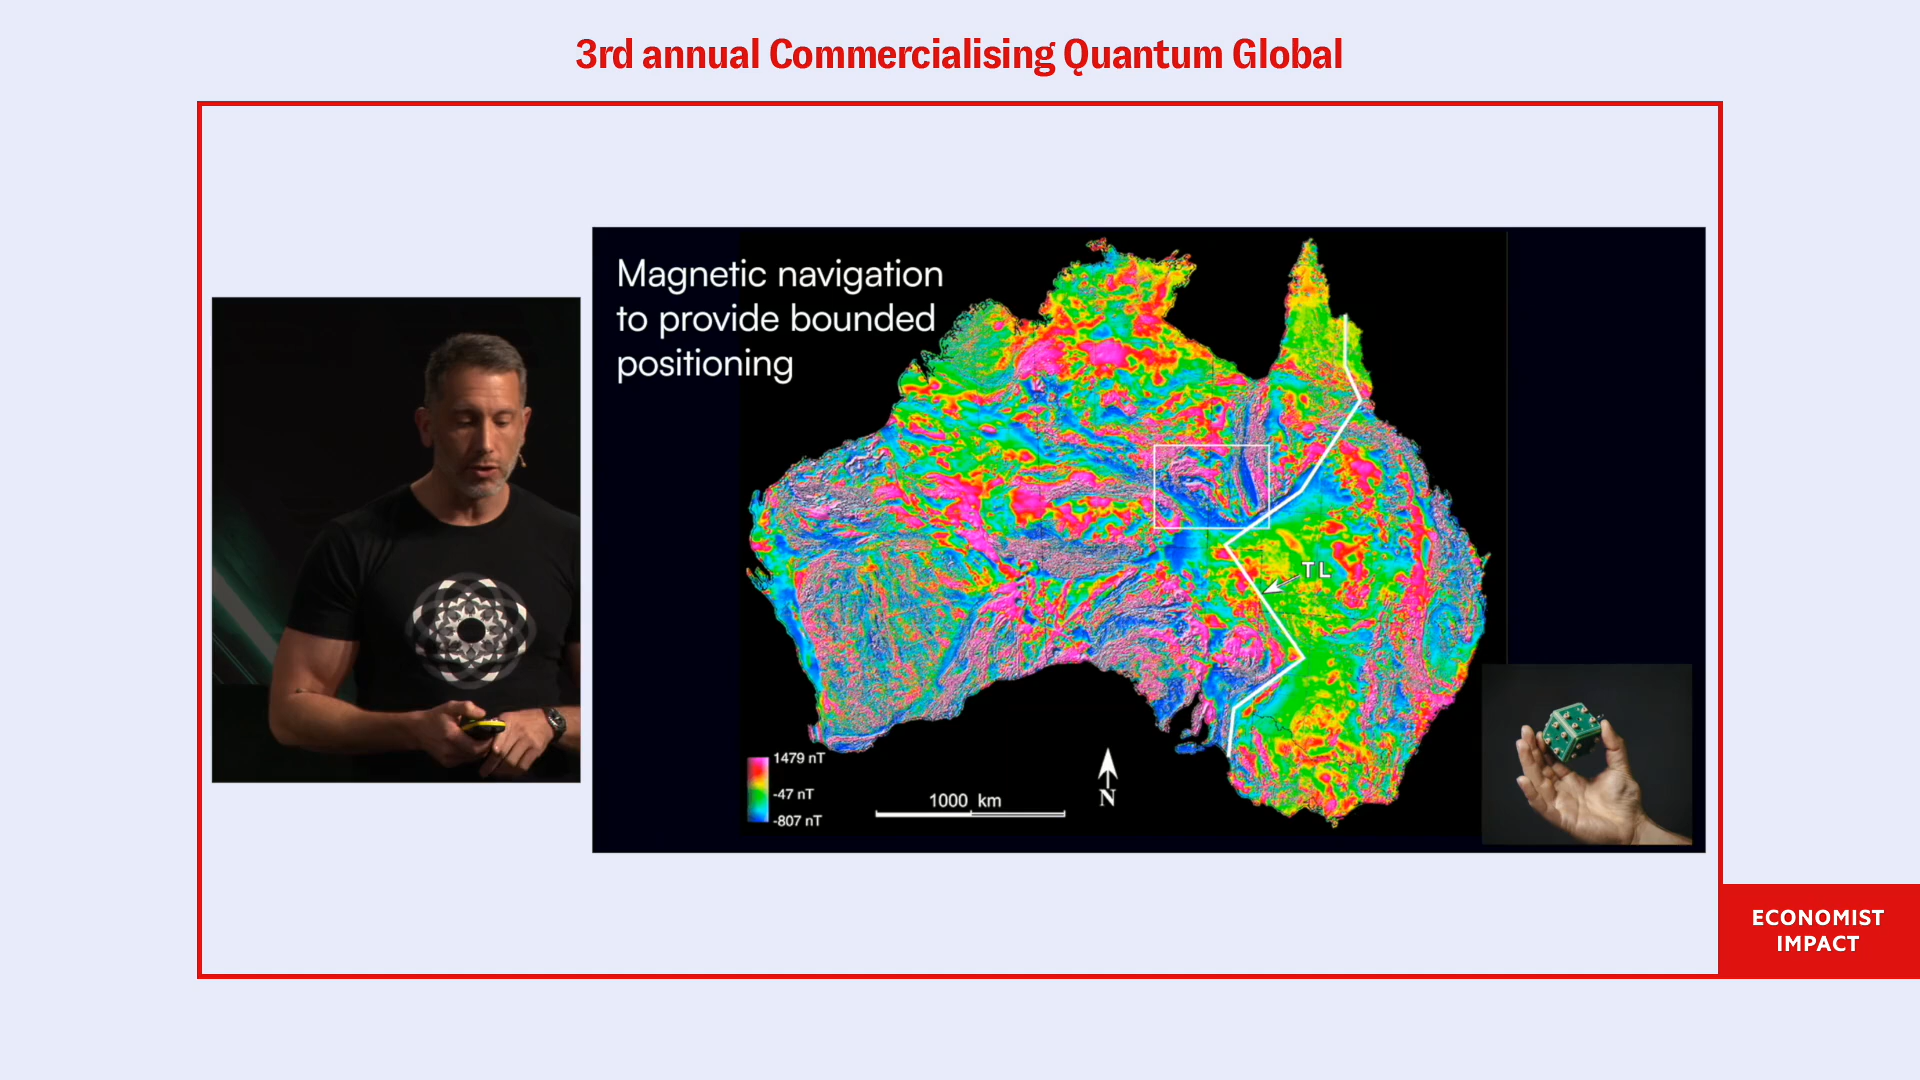 3rd annual Commercialising Quantum Global
Magnetic navigation
to provide bounded
positioning
TL
1479 nT
-47 nT
-807 nT
1000 km
N
ECONOMIST
IMPACT